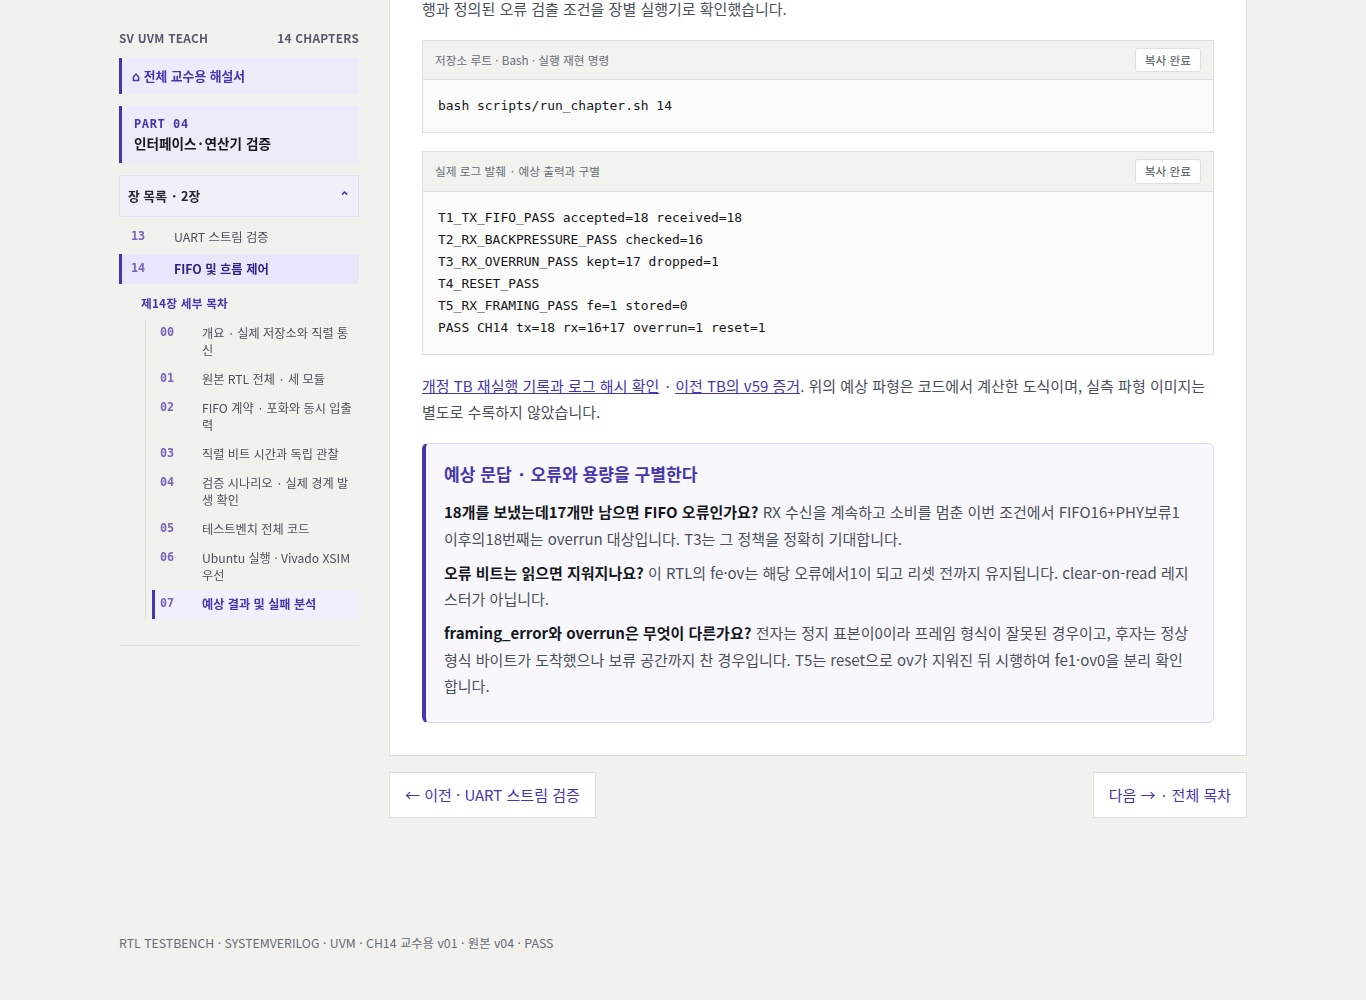 행과 정의된 오류 검출 조건을 장별 실행기로 확인했습니다.
SV UVM TEACH 14 CHAPTERS
⌂ 전체 교수용 해설서
PART 04
인터페이스·연산기 검증
장 목록 · 2장
13 UART 스트림 검증
14 FIFO 및 흐름 제어
제14장 세부 목차
00 개요 · 실제 저장소와 직렬 통
신
01 원본 RTL 전체 · 세 모듈
02 FIFO 계약 · 포화와 동시 입출
력
03 직렬 비트 시간과 독립 관찰
04 검증 시나리오 · 실제 경계 발
생 확인
05 테스트벤치 전체 코드
06 Ubuntu 실행 · Vivado XSIM
우선
07 예상 결과 및 실패 분석
저장소 루트 · Bash · 실행 재현 명령 복사 완료
bash scripts/run_chapter.sh 14
실제 로그 발췌 · 예상 출력과 구별 복사 완료
T1_TX_FIFO_PASS accepted=18 received=18
T2_RX_BACKPRESSURE_PASS checked=16
T3_RX_OVERRUN_PASS kept=17 dropped=1
T4_RESET_PASS
T5_RX_FRAMING_PASS fe=1 stored=0
PASS CH14 tx=18 rx=16+17 overrun=1 reset=1
개정 TB 재실행 기록과 로그 해시 확인 · 이전 TB의 v59 증거. 위의 예상 파형은 코드에서 계산한 도식이며, 실측 파형 이미지는
별도로 수록하지 않았습니다.
예상 문답 · 오류와 용량을 구별한다
18개를 보냈는데17개만 남으면 FIFO 오류인가요? RX 수신을 계속하고 소비를 멈춘 이번 조건에서 FIFO16+PHY보류1
이후의18번째는 overrun 대상입니다. T3는 그 정책을 정확히 기대합니다.
오류 비트는 읽으면 지워지나요? 이 RTL의 fe·ov는 해당 오류에서1이 되고 리셋 전까지 유지됩니다. clear-on-read 레지
스터가 아닙니다.
framing_error와 overrun은 무엇이 다른가요? 전자는 정지 표본이0이라 프레임 형식이 잘못된 경우이고, 후자는 정상
형식 바이트가 도착했으나 보류 공간까지 찬 경우입니다. T5는 reset으로 ov가 지워진 뒤 시행하여 fe1·ov0을 분리 확인
합니다.
← 이전 · UART 스트림 검증 다음 → · 전체 목차
RTL TESTBENCH · SYSTEMVERILOG · UVM · CH14 교수용 v01 · 원본 v04 · PASS